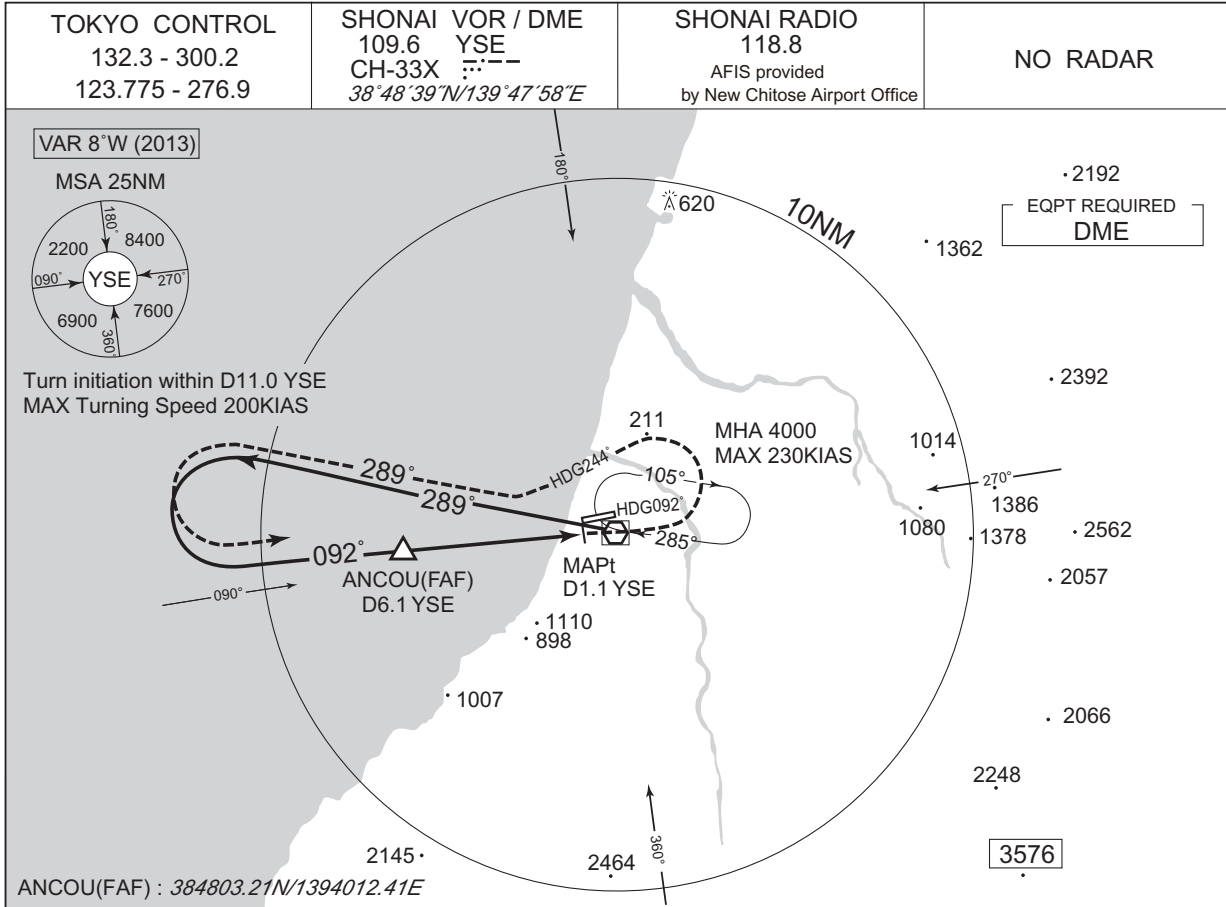 TOKYO CONTROL
132.3 - 300.2
123.775 - 276.9
SHONAI VOR / DME
109.6 YSE
CH-33X
38°48′39″N/139°47′58″E
SHONAI RADIO
118.8
AFIS provided
by New Chitose Airport Office
NO RADAR
VAR 8°W (2013)
MSA 25NM
180°
2200
8400
090°
YSE
270°
6900
7600
360°
Turn initiation within D11.0 YSE
MAX Turning Speed 200KIAS
180°
620
10NM
2192
EQPT REQUIRED
DME
1362
2392
211
MHA 4000
MAX 230KIAS
1014
289°
HDG244°
105°
270°
289°
HDG092°
1386
1080
285°
1378
2562
092°
ANCOU(FAF)
D6.1 YSE
MAPt
D1.1 YSE
2057
090°
1110
898
1007
2066
2248
360°
2145
2464
3576
ANCOU(FAF) : 384803.21N/1394012.41E